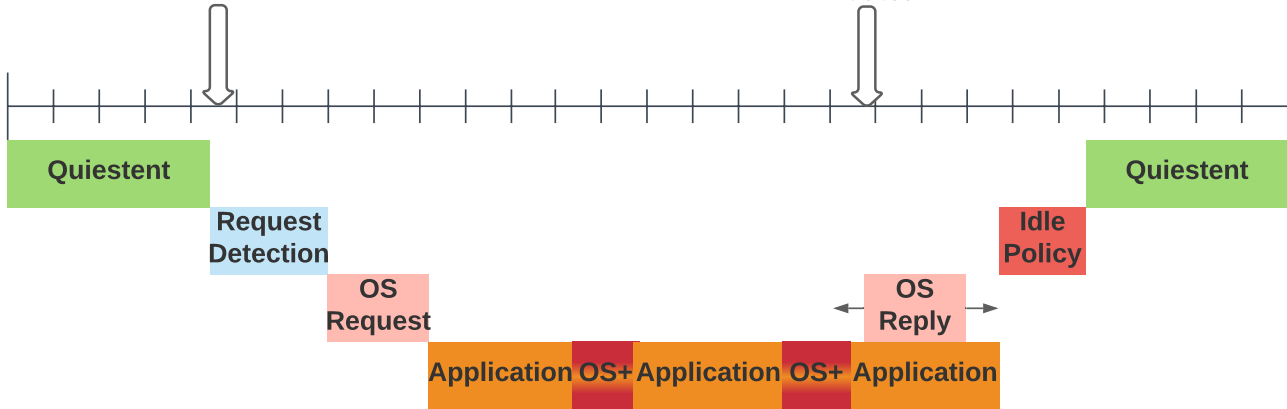 Quiestent
Quiestent
Request
Detection
Idle
Policy
OS
Request
OS
Reply
Application OS+ Application OS+ Application